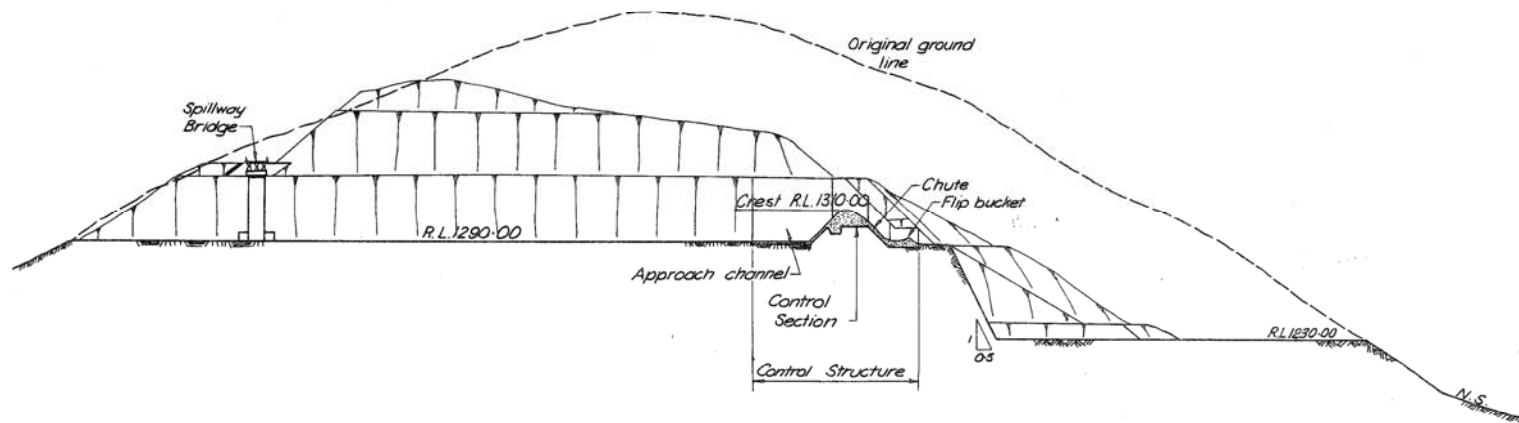 Original ground
line
Spillway
Bridge
Chute
Crest R.L.1310·00
Flip bucket
R.L.1290·00
Approach channel
Control
Section
R.L.1230·00
1
0·5
Control Structure
N.S.